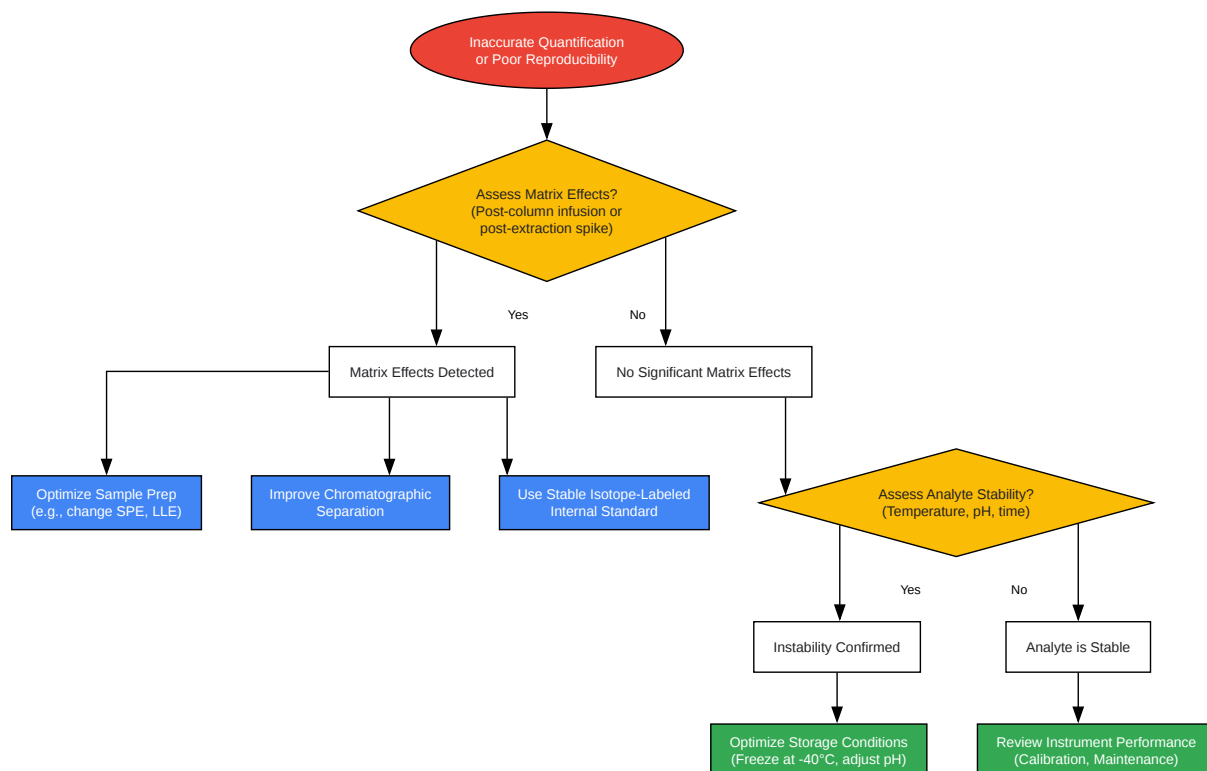 Inaccurate Quantification
or Poor Reproducibility
Assess Matrix Effects?
(Post-column infusion or
post-extraction spike)
Yes
No
Matrix Effects Detected
No Significant Matrix Effects
Optimize Sample Prep
(e.g., change SPE, LLE)
Improve Chromatographic
Separation
Use Stable Isotope-Labeled
Internal Standard
Assess Analyte Stability?
(Temperature, pH, time)
Yes
No
Instability Confirmed
Analyte is Stable
Optimize Storage Conditions
(Freeze at -40°C, adjust pH)
Review Instrument Performance
(Calibration, Maintenance)